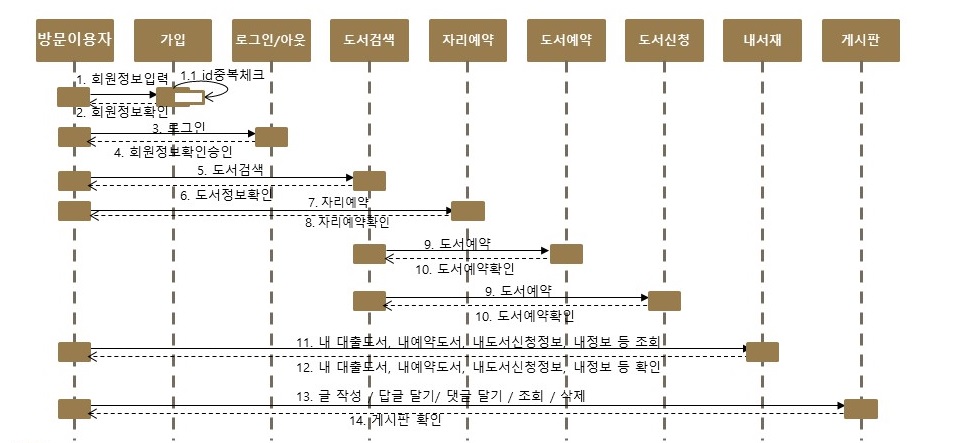 방문이용자
가입
로그인/아웃
도서검색
자리예약
도서예약
도서신청
내서재
게시판
1. 회원정보입력
1.1 id중복체크
2. 회원정보확인
3. 로그인
4. 회원정보확인승인
5. 도서검색
6. 도서정보확인
7. 자리예약
8. 자리예약확인
9. 도서예약
10. 도서예약확인
9. 도서예약
10. 도서예약확인
11. 내 대출도서, 내예약도서, 내도서신청정보, 내정보 등 조회
12. 내 대출도서, 내예약도서, 내도서신청정보, 내정보 등 확인
13. 글 작성 / 답글 달기/ 댓글 달기 / 조회 / 삭제
14. 게시판 확인